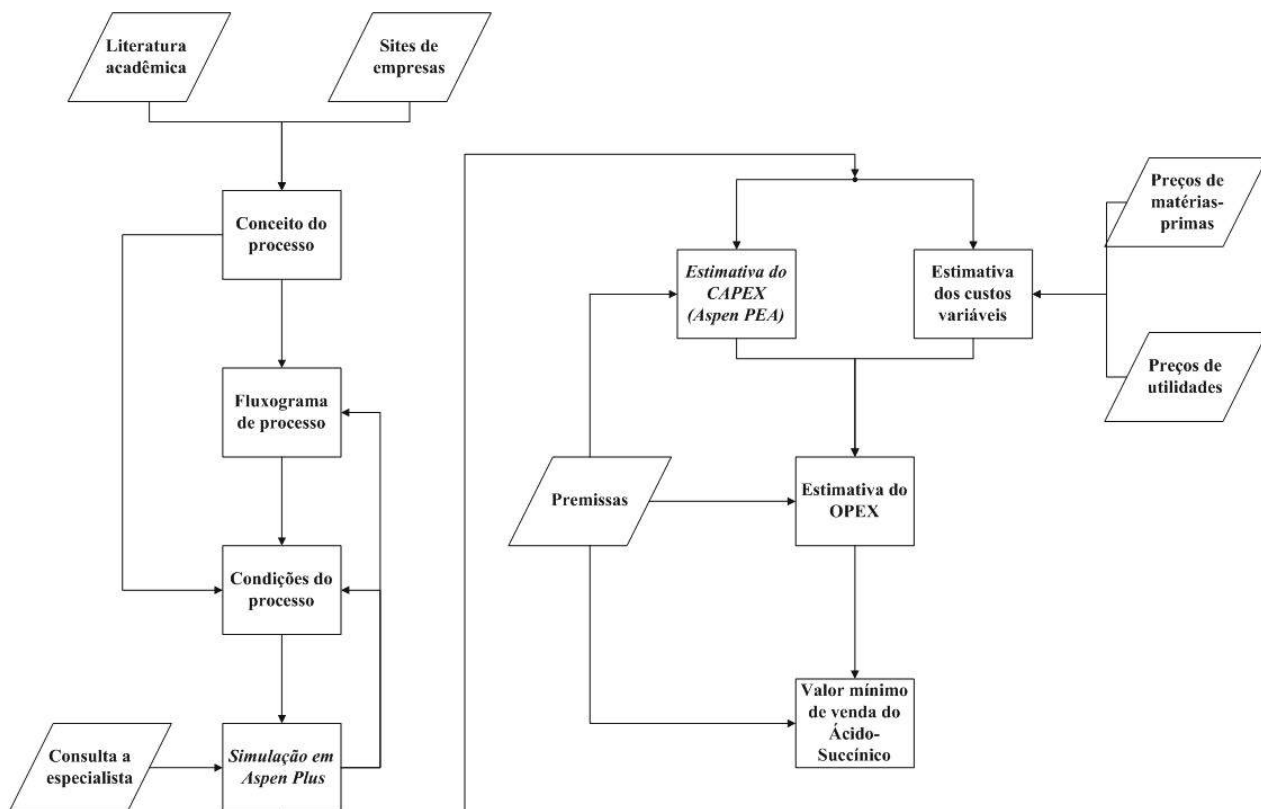 Literatura
acadêmica
Sites de
empresas
Conceito do
processo
Fluxograma
de processo
Condições do
processo
Consulta a
especialista
Simulação em
Aspen Plus
Estimativa do
CAPEX
(Aspen PEA)
Estimativa
dos custos
variáveis
Preços de
matérias-
primas
Preços de
utilidades
Premissas
Estimativa do
OPEX
Valor mínimo
de venda do
Ácido-
Succínico